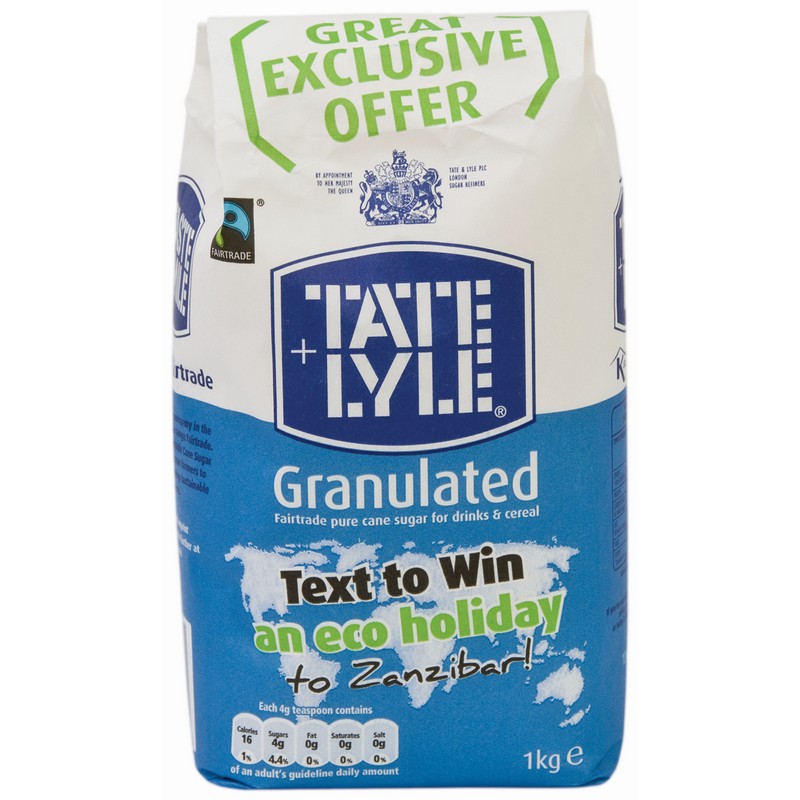 GREAT
EXCLUSIVE
OFFER
BY APPOINTMENT
TO HER MAJESTY
THE QUEEN
TATE & LYLE PLC
LONDON
SUGAR REFINERS
FAIRTRADE
®
TATE
+LYLE®
Granulated
Fairtrade pure cane sugar for drinks & cereal
Text to Win
an eco holiday
to Zanzibar!
Each 4g teaspoon contains
Calories Sugars Fat Saturates Salt
16 4g 0g 0g 0g
1% 4.4% 0% 0% 0%
of an adult's guideline daily amount
1kg e